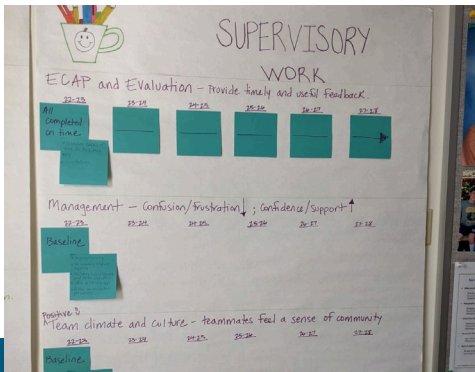 SUPERVISORY
WORK
ECAP and Evaluation - Provide timely and useful feedback
22-23 23-24 24-25 25-26 26-27 27-28
All
completed
on time
Management - Confusion/frustration ↓ ; Confidence/support ↑
22-23 23-24 24-25 25-26 26-27 27-28
Baseline
Positive
Team climate and culture - teammates feel a sense of community
22-23 23-24 24-25 25-26 26-27 27-28
Baseline